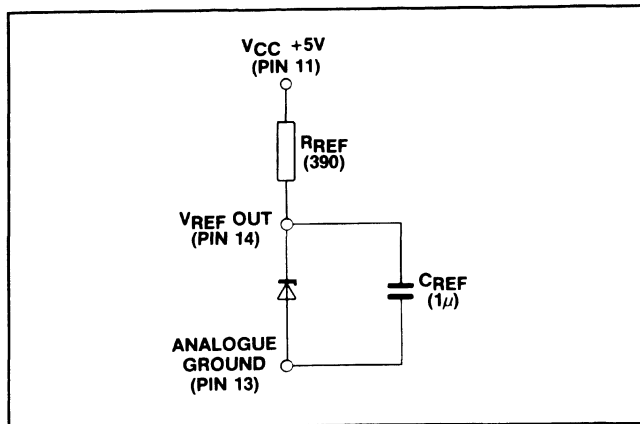 VCC +5V
(PIN 11)
RREF
(390)
VREF OUT
(PIN 14)
CREF
(1μ)
ANALOGUE
GROUND
(PIN 13)